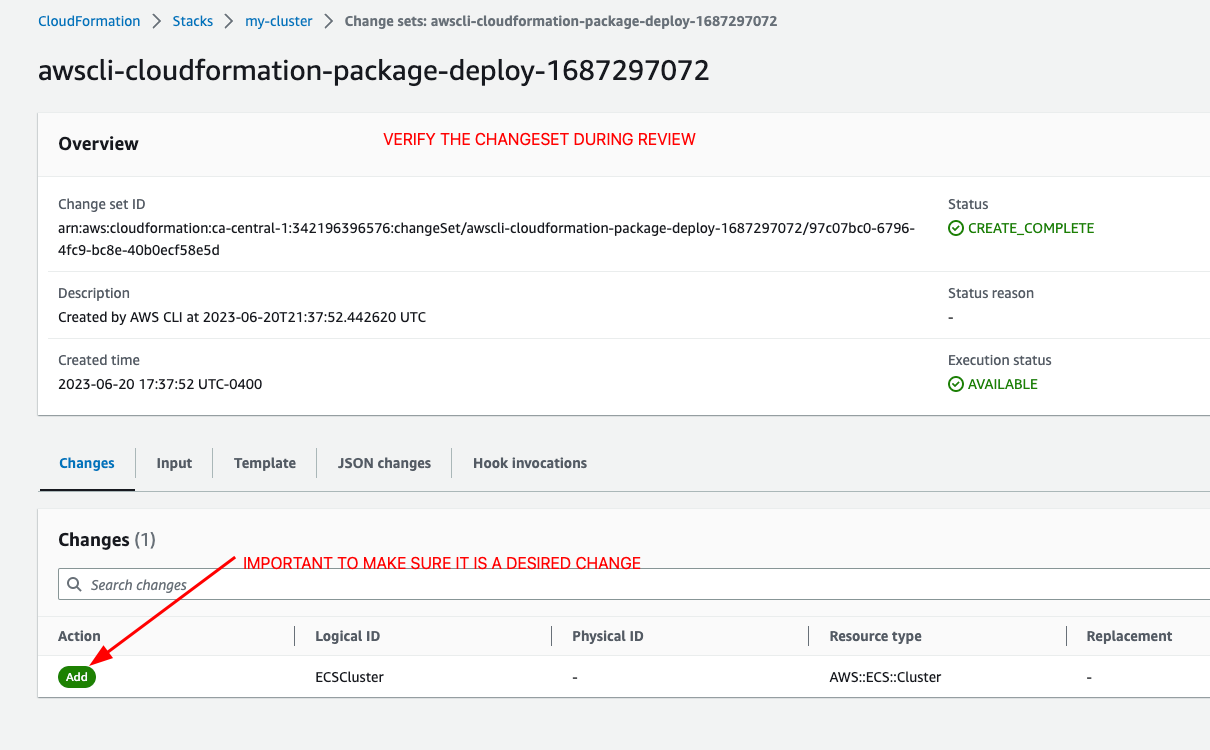 CloudFormation > Stacks > my-cluster > Change sets: awscli-cloudformation-package-deploy-1687297072
awscli-cloudformation-package-deploy-1687297072
Overview
VERIFY THE CHANGESET DURING REVIEW
Change set ID
arn:aws:cloudformation:ca-central-1:342196396576:changeSet/awscli-cloudformation-package-deploy-1687297072/97c07bc0-6796-
4fc9-bc8e-40b0ecf58e5d
Status
CREATE_COMPLETE
Description
Created by AWS CLI at 2023-06-20T21:37:52.442620 UTC
Status reason
-
Created time
2023-06-20 17:37:52 UTC-0400
Execution status
AVAILABLE
Changes Input Template JSON changes Hook invocations
Changes (1)
IMPORTANT TO MAKE SURE IT IS A DESIRED CHANGE
Search changes
Action Logical ID Physical ID Resource type Replacement
Add ECSCluster - AWS::ECS::Cluster -